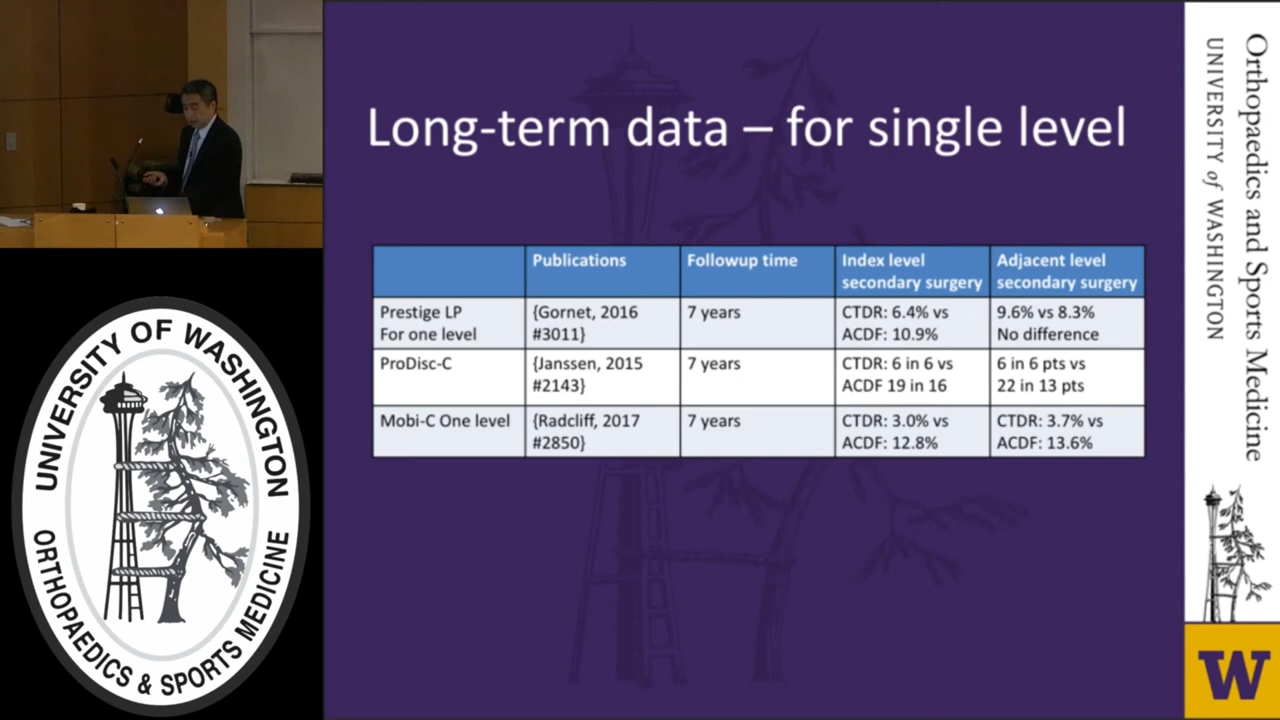 Long-term data – for single level
Publications
Followup time
Index level
secondary surgery
Adjacent level
secondary surgery
Prestige LP
For one level
{Gornet, 2016
#3011}
7 years
CTDR: 6.4% vs
ACDF: 10.9%
9.6% vs 8.3%
No difference
ProDisc-C
{Janssen, 2015
#2143}
7 years
CTDR: 6 in 6 vs
ACDF 19 in 16
6 in 6 pts vs
22 in 13 pts
Mobi-C One level
{Radcliff, 2017
#2850}
7 years
CTDR: 3.0% vs
ACDF: 12.8%
CTDR: 3.7% vs
ACDF: 13.6%
UNIVERSITY OF WASHINGTON
ORTHOPAEDICS & SPORTS MEDICINE
Orthopaedics and Sports Medicine
UNIVERSITY of WASHINGTON
W